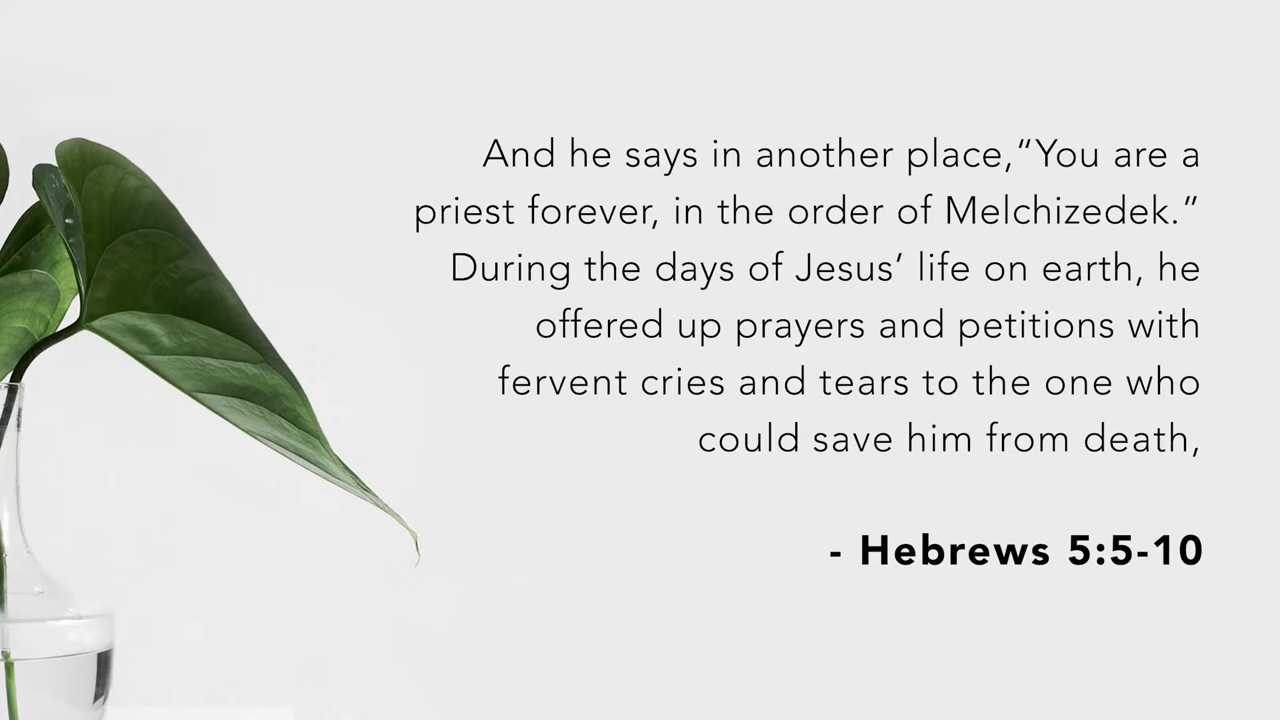 And he says in another place,“You are a
priest forever, in the order of Melchizedek.”
During the days of Jesus’ life on earth, he
offered up prayers and petitions with
fervent cries and tears to the one who
could save him from death,
- Hebrews 5:5-10